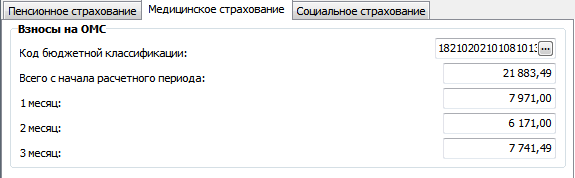 Пенсионное страхование Медицинское страхование Социальное страхование
Взносы на ОМС
Код бюджетной классификации: 18210202101081013 ...
Всего с начала расчетного периода: 21 883,49
1 месяц: 7 971,00
2 месяц: 6 171,00
3 месяц: 7 741,49